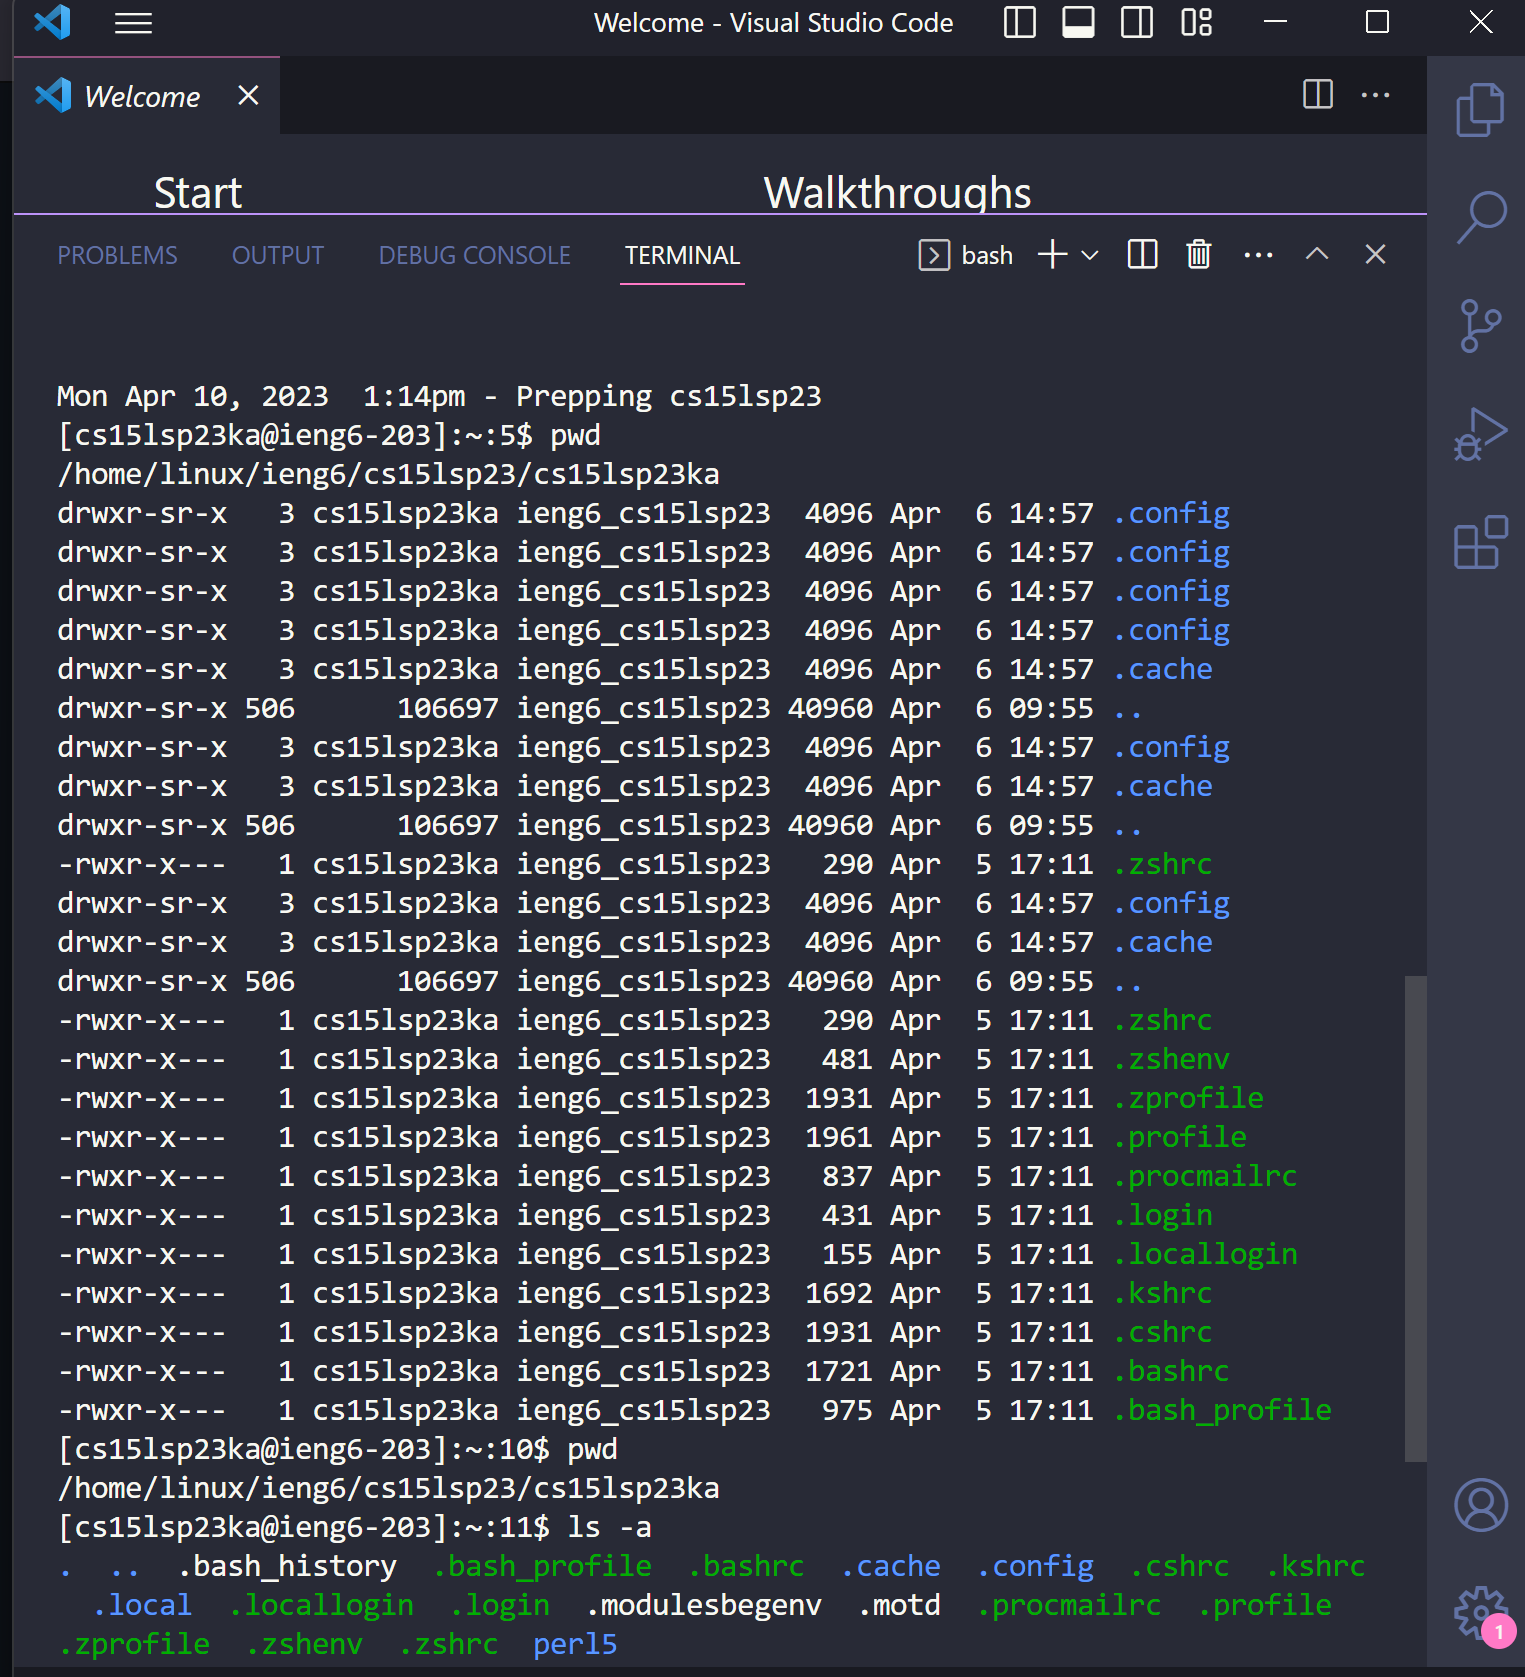 Welcome - Visual Studio Code
Welcome
Start
Walkthroughs
PROBLEMS OUTPUT DEBUG CONSOLE TERMINAL bash
Mon Apr 10, 2023  1:14pm - Prepping cs15lsp23
[cs15lsp23ka@ieng6-203]:~:5$ pwd
/home/linux/ieng6/cs15lsp23/cs15lsp23ka
drwxr-sr-x   3 cs15lsp23ka ieng6_cs15lsp23  4096 Apr  6 14:57 .config
drwxr-sr-x   3 cs15lsp23ka ieng6_cs15lsp23  4096 Apr  6 14:57 .config
drwxr-sr-x   3 cs15lsp23ka ieng6_cs15lsp23  4096 Apr  6 14:57 .config
drwxr-sr-x   3 cs15lsp23ka ieng6_cs15lsp23  4096 Apr  6 14:57 .config
drwxr-sr-x   3 cs15lsp23ka ieng6_cs15lsp23  4096 Apr  6 14:57 .cache
drwxr-sr-x 506      106697 ieng6_cs15lsp23 40960 Apr  6 09:55 ..
drwxr-sr-x   3 cs15lsp23ka ieng6_cs15lsp23  4096 Apr  6 14:57 .config
drwxr-sr-x   3 cs15lsp23ka ieng6_cs15lsp23  4096 Apr  6 14:57 .cache
drwxr-sr-x 506      106697 ieng6_cs15lsp23 40960 Apr  6 09:55 ..
-rwxr-x---   1 cs15lsp23ka ieng6_cs15lsp23   290 Apr  5 17:11 .zshrc
drwxr-sr-x   3 cs15lsp23ka ieng6_cs15lsp23  4096 Apr  6 14:57 .config
drwxr-sr-x   3 cs15lsp23ka ieng6_cs15lsp23  4096 Apr  6 14:57 .cache
drwxr-sr-x 506      106697 ieng6_cs15lsp23 40960 Apr  6 09:55 ..
-rwxr-x---   1 cs15lsp23ka ieng6_cs15lsp23   290 Apr  5 17:11 .zshrc
-rwxr-x---   1 cs15lsp23ka ieng6_cs15lsp23   481 Apr  5 17:11 .zshenv
-rwxr-x---   1 cs15lsp23ka ieng6_cs15lsp23  1931 Apr  5 17:11 .zprofile
-rwxr-x---   1 cs15lsp23ka ieng6_cs15lsp23  1961 Apr  5 17:11 .profile
-rwxr-x---   1 cs15lsp23ka ieng6_cs15lsp23   837 Apr  5 17:11 .procmailrc
-rwxr-x---   1 cs15lsp23ka ieng6_cs15lsp23   431 Apr  5 17:11 .login
-rwxr-x---   1 cs15lsp23ka ieng6_cs15lsp23   155 Apr  5 17:11 .locallogin
-rwxr-x---   1 cs15lsp23ka ieng6_cs15lsp23  1692 Apr  5 17:11 .kshrc
-rwxr-x---   1 cs15lsp23ka ieng6_cs15lsp23  1931 Apr  5 17:11 .cshrc
-rwxr-x---   1 cs15lsp23ka ieng6_cs15lsp23  1721 Apr  5 17:11 .bashrc
-rwxr-x---   1 cs15lsp23ka ieng6_cs15lsp23   975 Apr  5 17:11 .bash_profile
[cs15lsp23ka@ieng6-203]:~:10$ pwd
/home/linux/ieng6/cs15lsp23/cs15lsp23ka
[cs15lsp23ka@ieng6-203]:~:11$ ls -a
.  ..  .bash_history  .bash_profile  .bashrc  .cache  .config  .cshrc  .kshrc
.local  .locallogin  .login  .modulesbegenv  .motd  .procmailrc  .profile
.zprofile  .zshenv  .zshrc  perl5
1